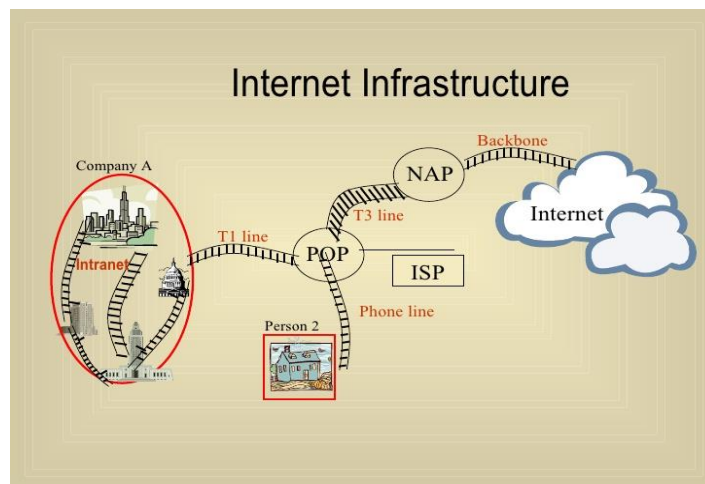 Internet Infrastructure
Company A
Intranet
T1 line
POP
ISP
T3 line
NAP
Backbone
Internet
Phone line
Person 2